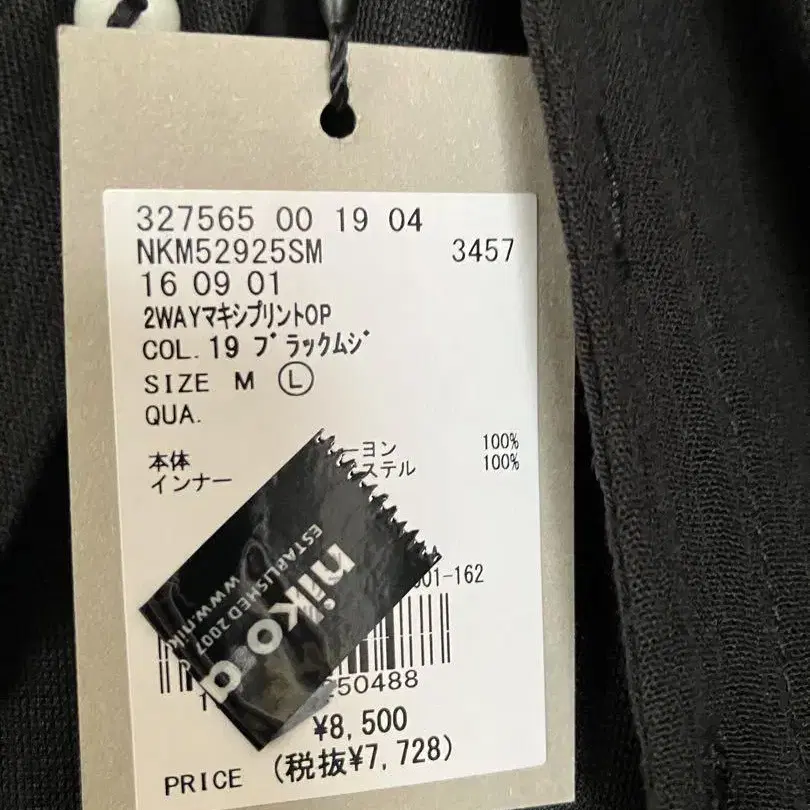 327565 00 19 04
NKM52925SM 3457
16 09 01
2WAYマキシプリントOP
COL. 19 ブラックムジ
SIZE M Ⓛ
QUA.
本体 ーヨン 100%
インナー ステル 100%
01-162
50488
niko q
ESTABLISHED 2007
¥8,500
PRICE (税抜¥7,728)